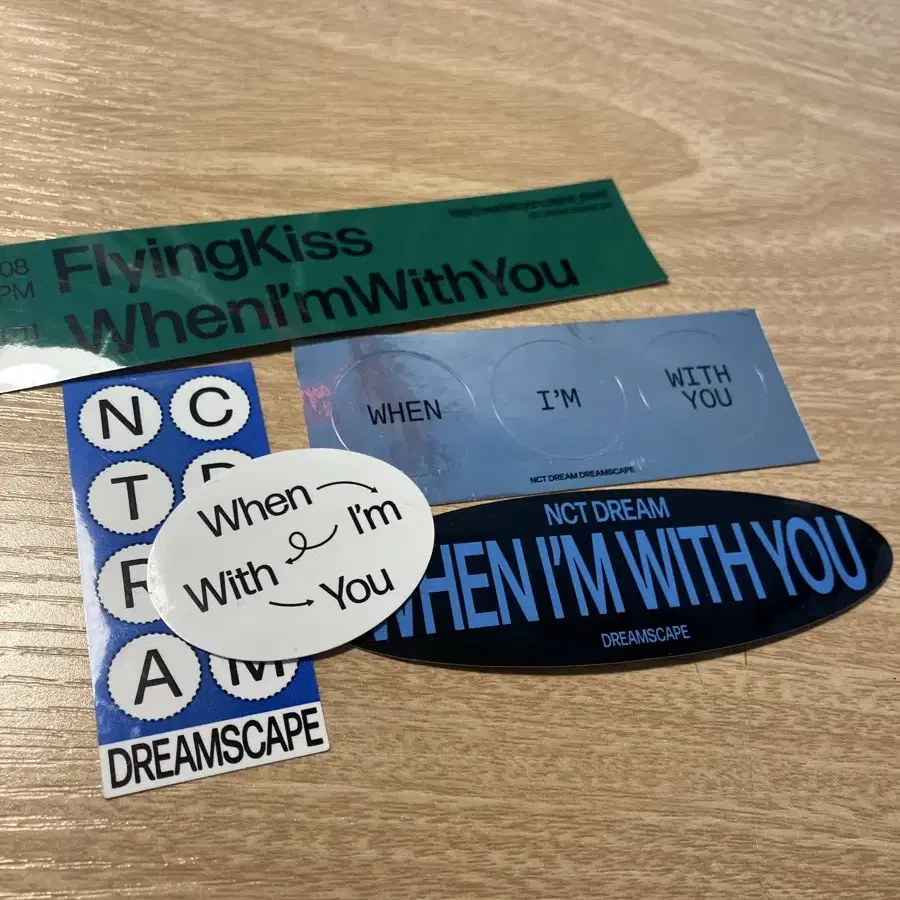 08
PM
FlyingKiss
WhenI'mWithYou
WHEN
I'M
WITH
YOU
NCT DREAM DREAMSCAPE
N C
T D
R
A M
DREAMSCAPE
When
I'm
With
You
NCT DREAM
WHEN I'M WITH YOU
DREAMSCAPE